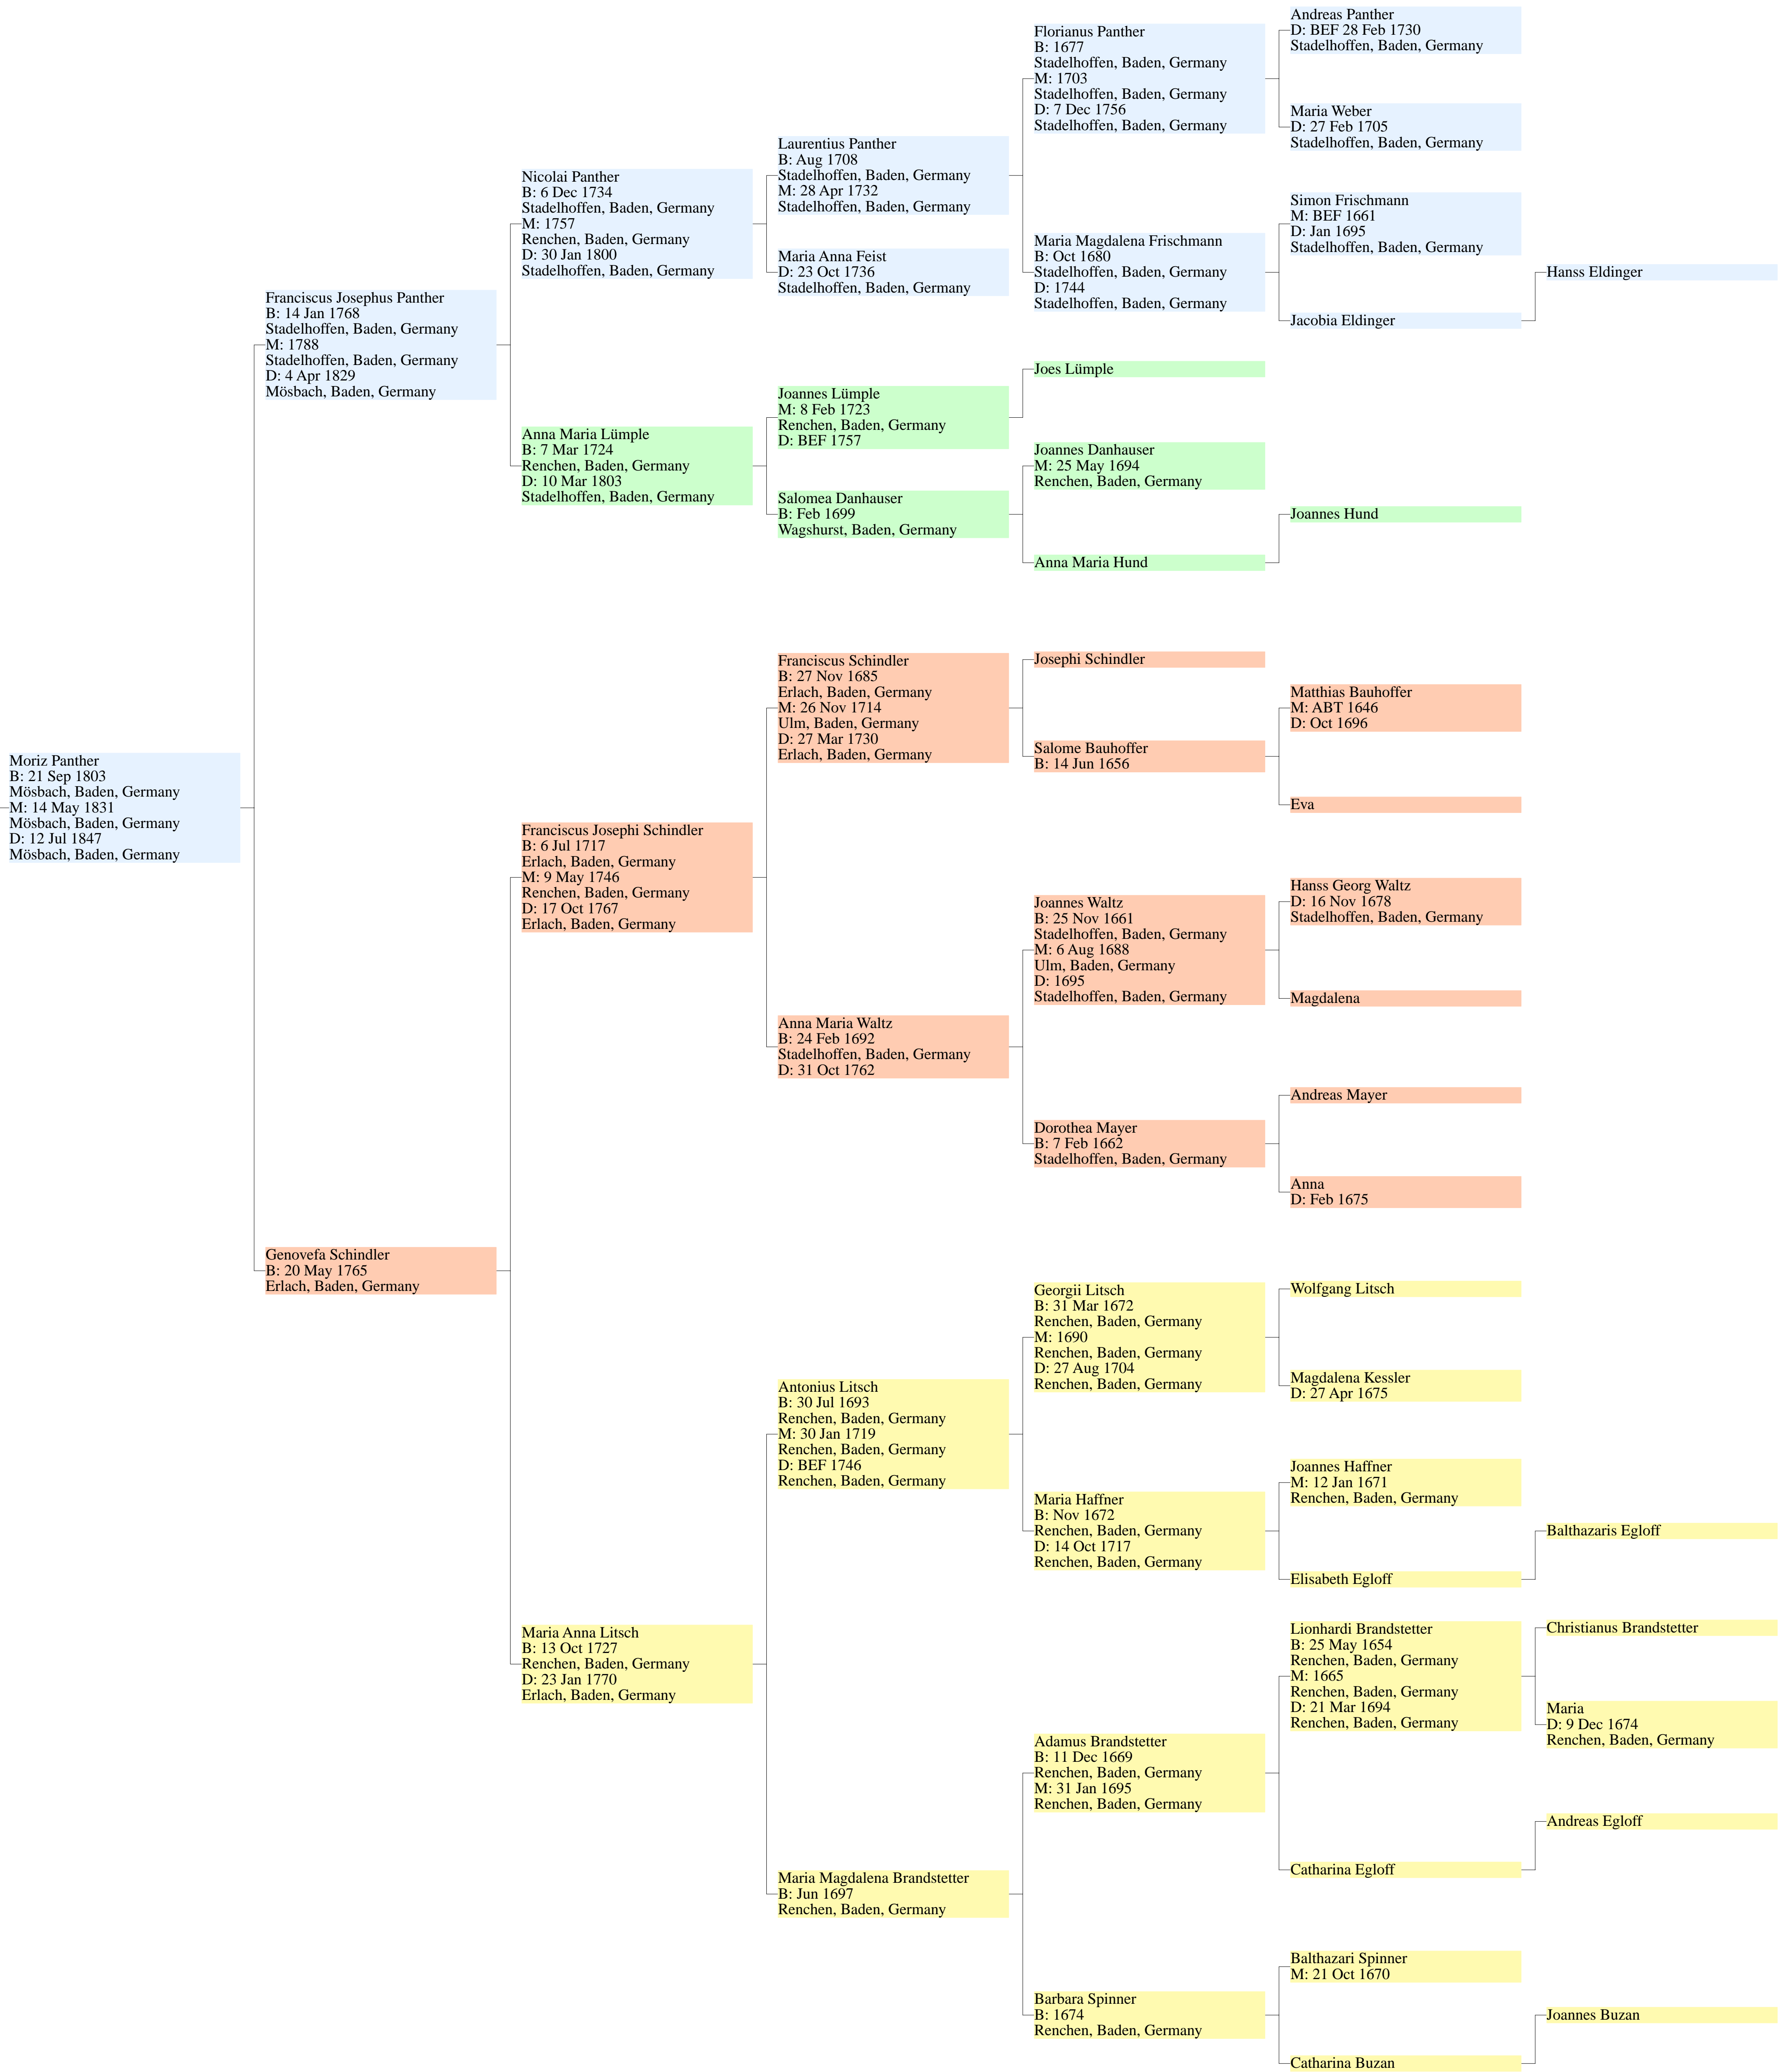 Moriz Panther
B: 21 Sep 1803
Mösbach, Baden, Germany
M: 14 May 1831
Mösbach, Baden, Germany
D: 12 Jul 1847
Mösbach, Baden, Germany
Franciscus Josephus Panther
B: 14 Jan 1768
Stadelhoffen, Baden, Germany
M: 1788
Stadelhoffen, Baden, Germany
D: 4 Apr 1829
Mösbach, Baden, Germany
Genovefa Schindler
B: 20 May 1765
Erlach, Baden, Germany
Nicolai Panther
B: 6 Dec 1734
Stadelhoffen, Baden, Germany
M: 1757
Renchen, Baden, Germany
D: 30 Jan 1800
Stadelhoffen, Baden, Germany
Anna Maria Lümple
B: 7 Mar 1724
Renchen, Baden, Germany
D: 10 Mar 1803
Stadelhoffen, Baden, Germany
Franciscus Josephi Schindler
B: 6 Jul 1717
Erlach, Baden, Germany
M: 9 May 1746
Renchen, Baden, Germany
D: 17 Oct 1767
Erlach, Baden, Germany
Maria Anna Litsch
B: 13 Oct 1727
Renchen, Baden, Germany
D: 23 Jan 1770
Erlach, Baden, Germany
Laurentius Panther
B: Aug 1708
Stadelhoffen, Baden, Germany
M: 28 Apr 1732
Stadelhoffen, Baden, Germany
Maria Anna Feist
D: 23 Oct 1736
Stadelhoffen, Baden, Germany
Joannes Lümple
M: 8 Feb 1723
Renchen, Baden, Germany
D: BEF 1757
Salomea Danhauser
B: Feb 1699
Wagshurst, Baden, Germany
Franciscus Schindler
B: 27 Nov 1685
Erlach, Baden, Germany
M: 26 Nov 1714
Ulm, Baden, Germany
D: 27 Mar 1730
Erlach, Baden, Germany
Anna Maria Waltz
B: 24 Feb 1692
Stadelhoffen, Baden, Germany
D: 31 Oct 1762
Antonius Litsch
B: 30 Jul 1693
Renchen, Baden, Germany
M: 30 Jan 1719
Renchen, Baden, Germany
D: BEF 1746
Renchen, Baden, Germany
Maria Magdalena Brandstetter
B: Jun 1697
Renchen, Baden, Germany
Florianus Panther
B: 1677
Stadelhoffen, Baden, Germany
M: 1703
Stadelhoffen, Baden, Germany
D: 7 Dec 1756
Stadelhoffen, Baden, Germany
Maria Magdalena Frischmann
B: Oct 1680
Stadelhoffen, Baden, Germany
D: 1744
Stadelhoffen, Baden, Germany
Joes Lümple
Joannes Danhauser
M: 25 May 1694
Renchen, Baden, Germany
Anna Maria Hund
Josephi Schindler
Salome Bauhoffer
B: 14 Jun 1656
Joannes Waltz
B: 25 Nov 1661
Stadelhoffen, Baden, Germany
M: 6 Aug 1688
Ulm, Baden, Germany
D: 1695
Stadelhoffen, Baden, Germany
Dorothea Mayer
B: 7 Feb 1662
Stadelhoffen, Baden, Germany
Georgii Litsch
B: 31 Mar 1672
Renchen, Baden, Germany
M: 1690
Renchen, Baden, Germany
D: 27 Aug 1704
Renchen, Baden, Germany
Maria Haffner
B: Nov 1672
Renchen, Baden, Germany
D: 14 Oct 1717
Renchen, Baden, Germany
Adamus Brandstetter
B: 11 Dec 1669
Renchen, Baden, Germany
M: 31 Jan 1695
Renchen, Baden, Germany
Barbara Spinner
B: 1674
Renchen, Baden, Germany
Andreas Panther
D: BEF 28 Feb 1730
Stadelhoffen, Baden, Germany
Maria Weber
D: 27 Feb 1705
Stadelhoffen, Baden, Germany
Simon Frischmann
M: BEF 1661
D: Jan 1695
Stadelhoffen, Baden, Germany
Jacobia Eldinger
Joannes Hund
Matthias Bauhoffer
M: ABT 1646
D: Oct 1696
Eva
Hanss Georg Waltz
D: 16 Nov 1678
Stadelhoffen, Baden, Germany
Magdalena
Andreas Mayer
Anna
D: Feb 1675
Wolfgang Litsch
Magdalena Kessler
D: 27 Apr 1675
Joannes Haffner
M: 12 Jan 1671
Renchen, Baden, Germany
Elisabeth Egloff
Lionhardi Brandstetter
B: 25 May 1654
Renchen, Baden, Germany
M: 1665
Renchen, Baden, Germany
D: 21 Mar 1694
Renchen, Baden, Germany
Catharina Egloff
Balthazari Spinner
M: 21 Oct 1670
Catharina Buzan
Hanss Eldinger
Balthazaris Egloff
Christianus Brandstetter
Maria
D: 9 Dec 1674
Renchen, Baden, Germany
Andreas Egloff
Joannes Buzan